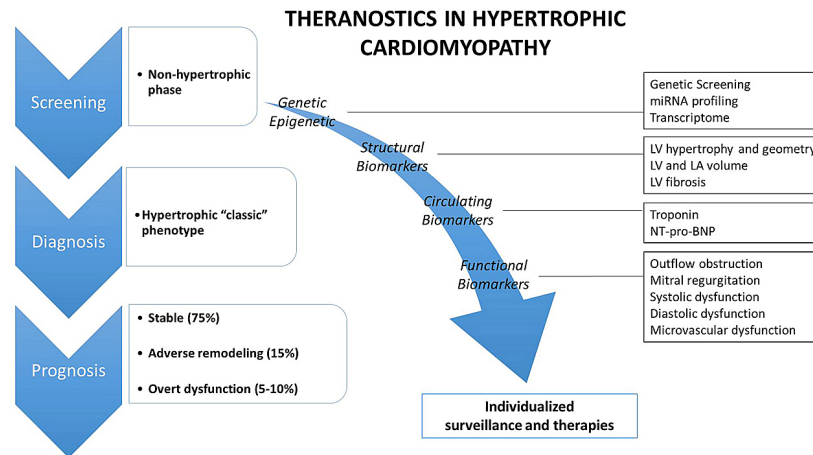 THERANOSTICS IN HYPERTROPHIC
CARDIOMYOPATHY
Screening
• Non-hypertrophic
phase
Diagnosis
•Hypertrophic “classic”
phenotype
Prognosis
• Stable (75%)
• Adverse remodeling (15%)
• Overt dysfunction (5-10%)
Genetic
Epigenetic
Structural
Biomarkers
Circulating
Biomarkers
Functional
Biomarkers
Genetic Screening
miRNA profiling
Transcriptome
LV hypertrophy and geometry
LV and LA volume
LV fibrosis
Troponin
NT-pro-BNP
Outflow obstruction
Mitral regurgitation
Systolic dysfunction
Diastolic dysfunction
Microvascular dysfunction
Individualized
surveillance and therapies